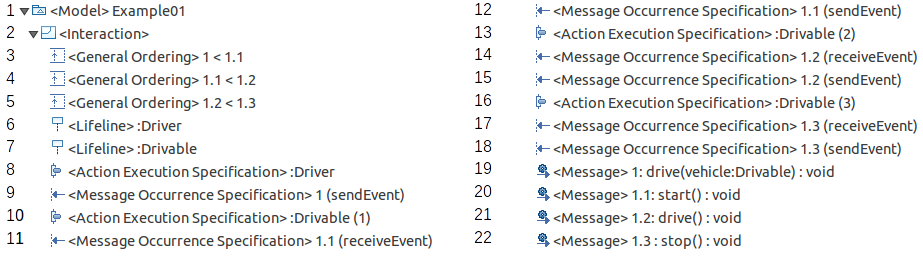 1 <Model> Example01
2 <Interaction>
3 <General Ordering> 1 < 1.1
4 <General Ordering> 1.1 < 1.2
5 <General Ordering> 1.2 < 1.3
6 <Lifeline> :Driver
7 <Lifeline> :Drivable
8 <Action Execution Specification> :Driver
9 <Message Occurrence Specification> 1 (sendEvent)
10 <Action Execution Specification> :Drivable (1)
11 <Message Occurrence Specification> 1.1 (receiveEvent)
12 <Message Occurrence Specification> 1.1 (sendEvent)
13 <Action Execution Specification> :Drivable (2)
14 <Message Occurrence Specification> 1.2 (receiveEvent)
15 <Message Occurrence Specification> 1.2 (sendEvent)
16 <Action Execution Specification> :Drivable (3)
17 <Message Occurrence Specification> 1.3 (receiveEvent)
18 <Message Occurrence Specification> 1.3 (sendEvent)
19 <Message> 1: drive(vehicle:Drivable) : void
20 <Message> 1.1: start() : void
21 <Message> 1.2: drive() : void
22 <Message> 1.3 : stop() : void